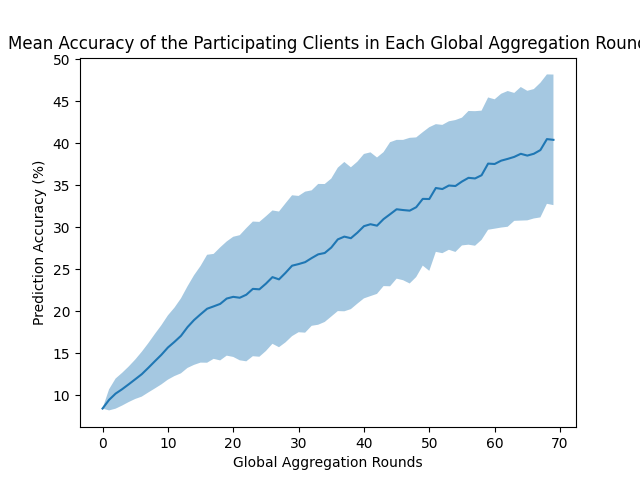 Mean Accuracy of the Participating Clients in Each Global Aggregation Roun
50
45
40
35
30
25
20
15
10
Prediction Accuracy (%)
0 10 20 30 40 50 60 70
Global Aggregation Rounds